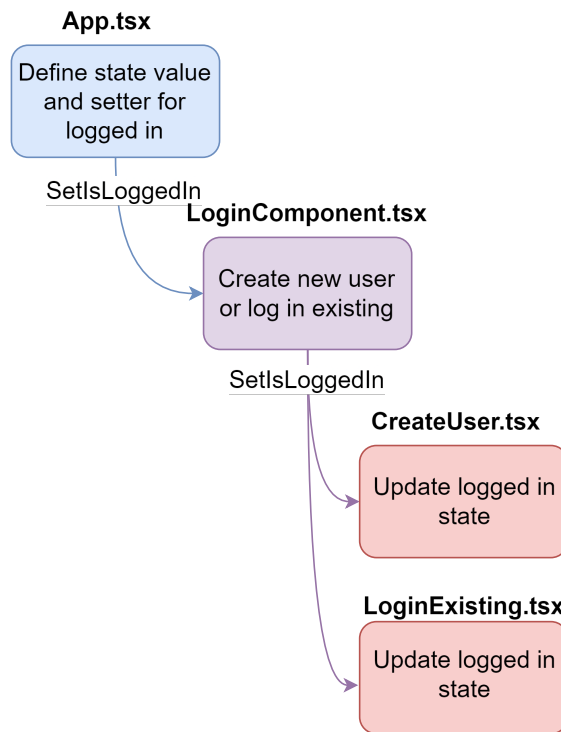 App.tsx
Define state value
and setter for
logged in
SetIsLoggedIn
LoginComponent.tsx
Create new user
or log in existing
SetIsLoggedIn
CreateUser.tsx
Update logged in
state
LoginExisting.tsx
Update logged in
state